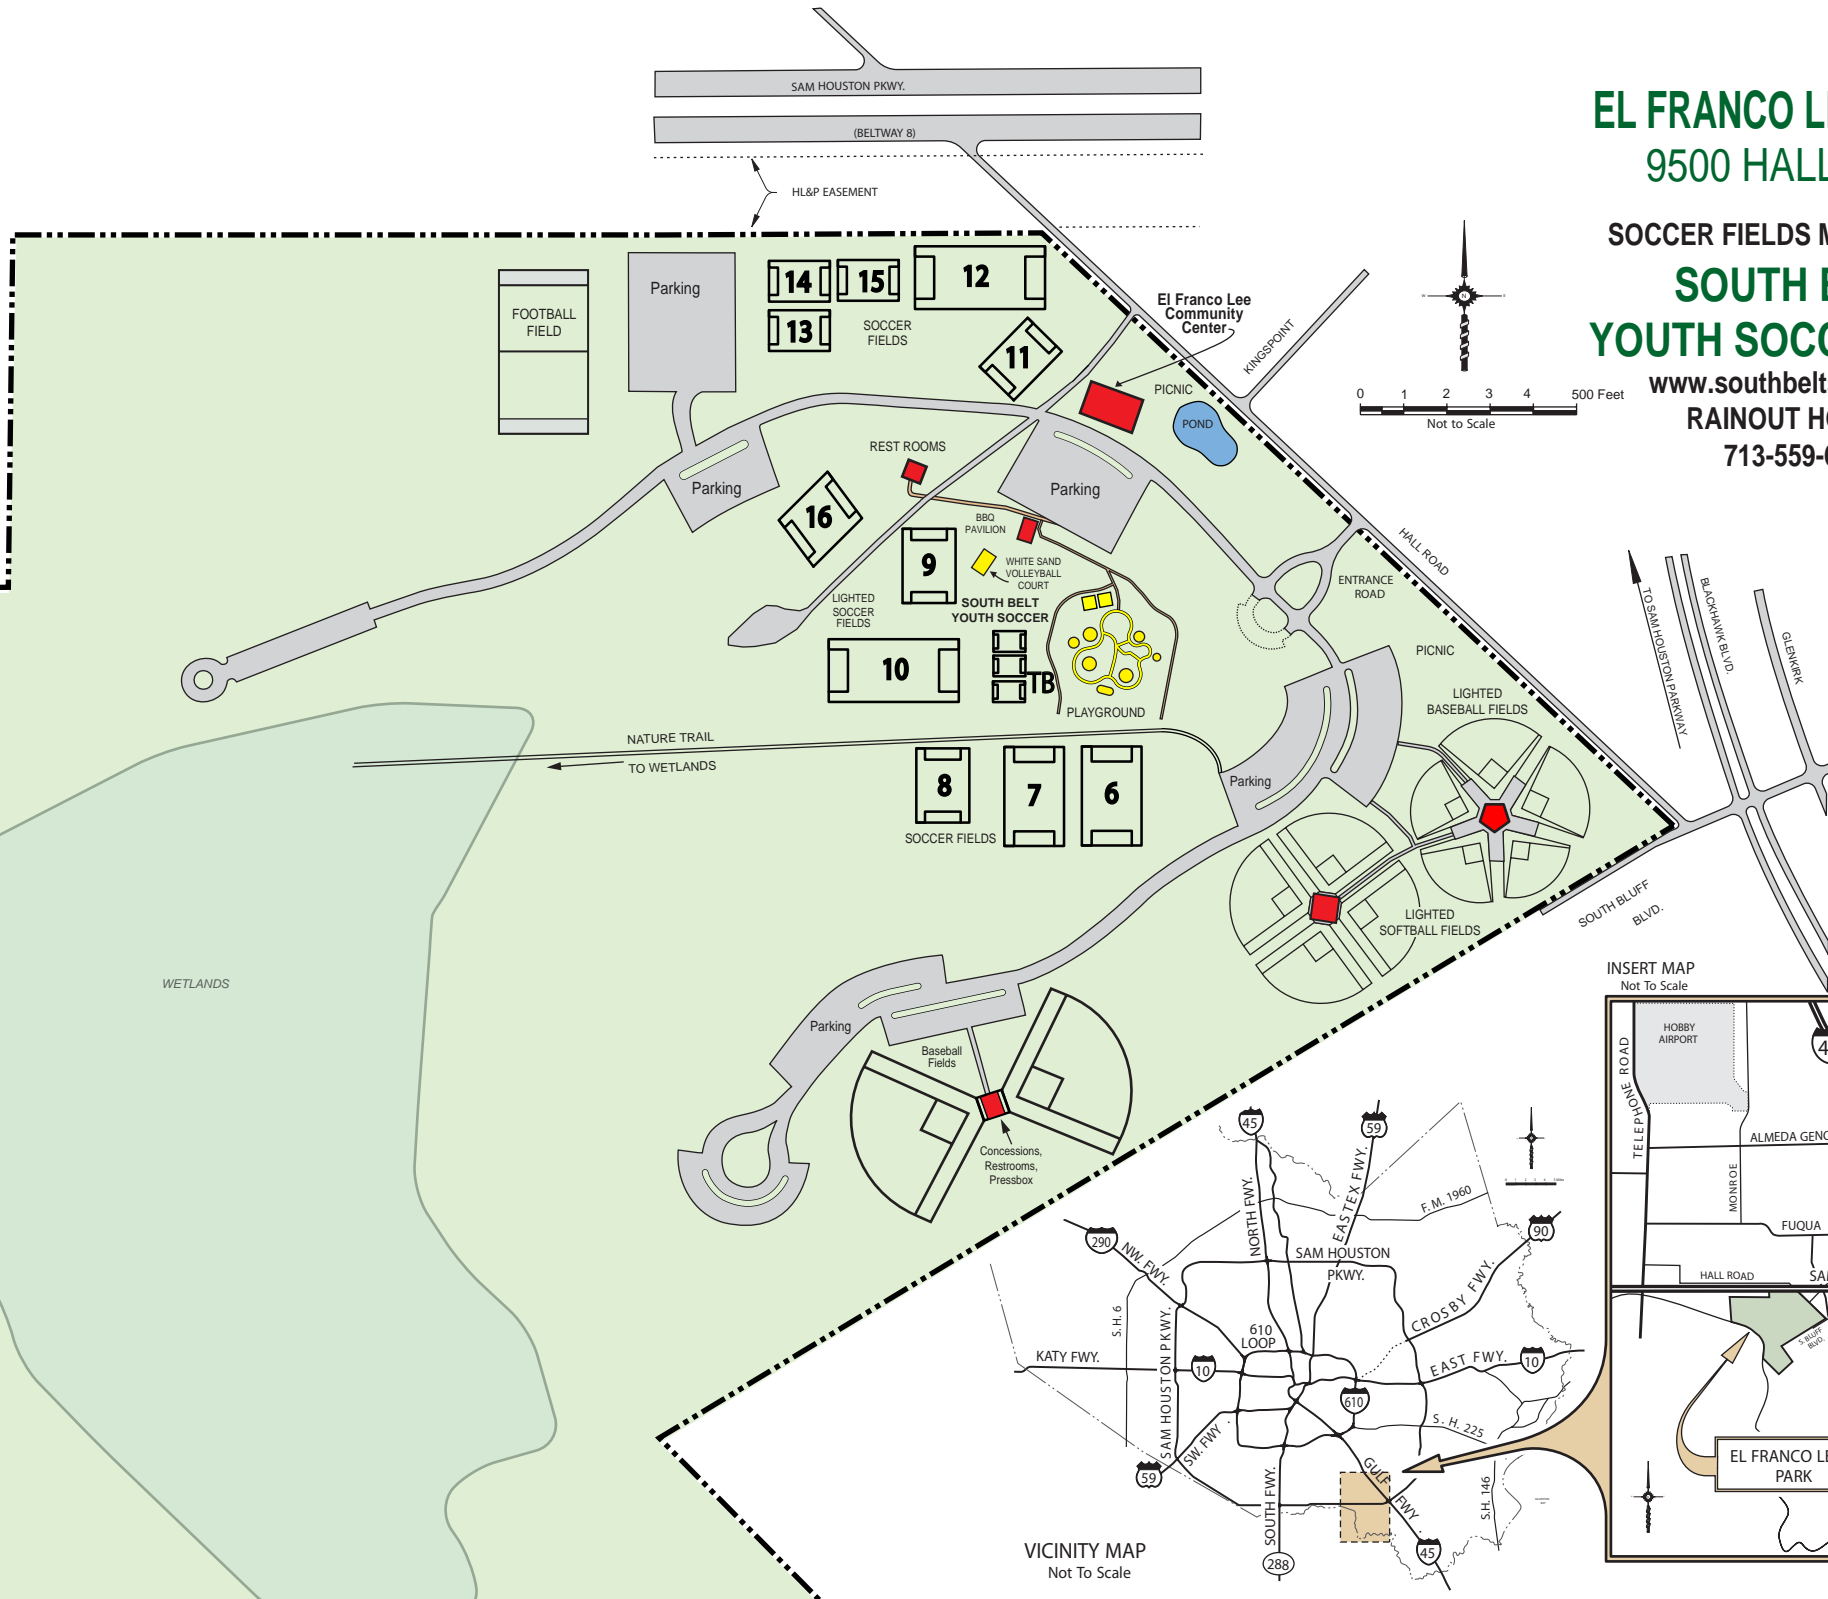 SAM HOUSTON PKWY.
(BELTWAY 8)
HL&P EASEMENT
EL FRANCO L
9500 HALL
SOCCER FIELDS
SOUTH
YOUTH SOCC
www.southbelt
RAINOUT H
713-559-
N
0 1 2 3 4 500 Feet
Not to Scale
FOOTBALL
FIELD
Parking
14
15
12
13
SOCCER
FIELDS
11
El Franco Lee
Community
Center
KINGSPOINT
PICNIC
POND
REST ROOMS
Parking
Parking
16
BBQ
PAVILION
9
WHITE SAND
VOLLEYBALL
COURT
HALL ROAD
ENTRANCE
ROAD
LIGHTED
SOCCER
FIELDS
SOUTH BELT
YOUTH SOCCER
10
TB
PLAYGROUND
PICNIC
LIGHTED
BASEBALL FIELDS
TO SAM HOUSTON PARKWAY
BLACKHAWK BLVD.
GLENKIRK
NATURE TRAIL
TO WETLANDS
8
7
6
SOCCER FIELDS
Parking
LIGHTED
SOFTBALL FIELDS
SOUTH BLUFF
BLVD.
WETLANDS
Parking
Baseball
Fields
Concessions,
Restrooms,
Pressbox
INSERT MAP
Not To Scale
HOBBY
AIRPORT
TELEPHONE ROAD
4
ALMEDA GENO
MONROE
FUQUA
HALL ROAD
SA
S. BLUFF
BLVD.
EL FRANCO LE
PARK
45
59
NORTH FWY.
EASTEX FWY.
F. M. 1960
90
290
NW. FWY.
SAM HOUSTON
PKWY.
CROSBY FWY.
S.H. 6
SAM HOUSTON PKWY.
610
LOOP
KATY FWY.
10
EAST FWY.
10
610
S. H. 225
SW. FWY.
59
GULF
FWY.
SOUTH FWY.
S.H. 146
288
45
VICINITY MAP
Not To Scale